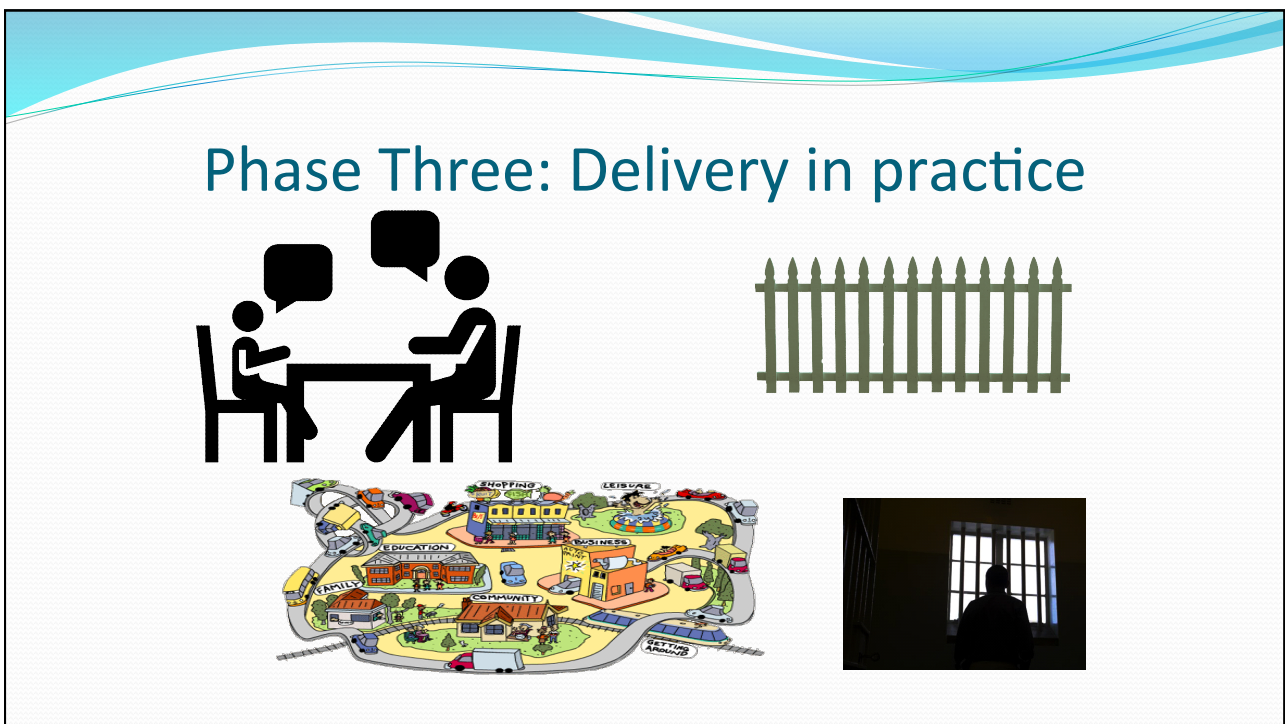 Phase Three: Delivery in practice
SHOPPING
LEISURE
EDUCATION
BUSINESS
FAMILY
COMMUNITY
GETTING
AROUND